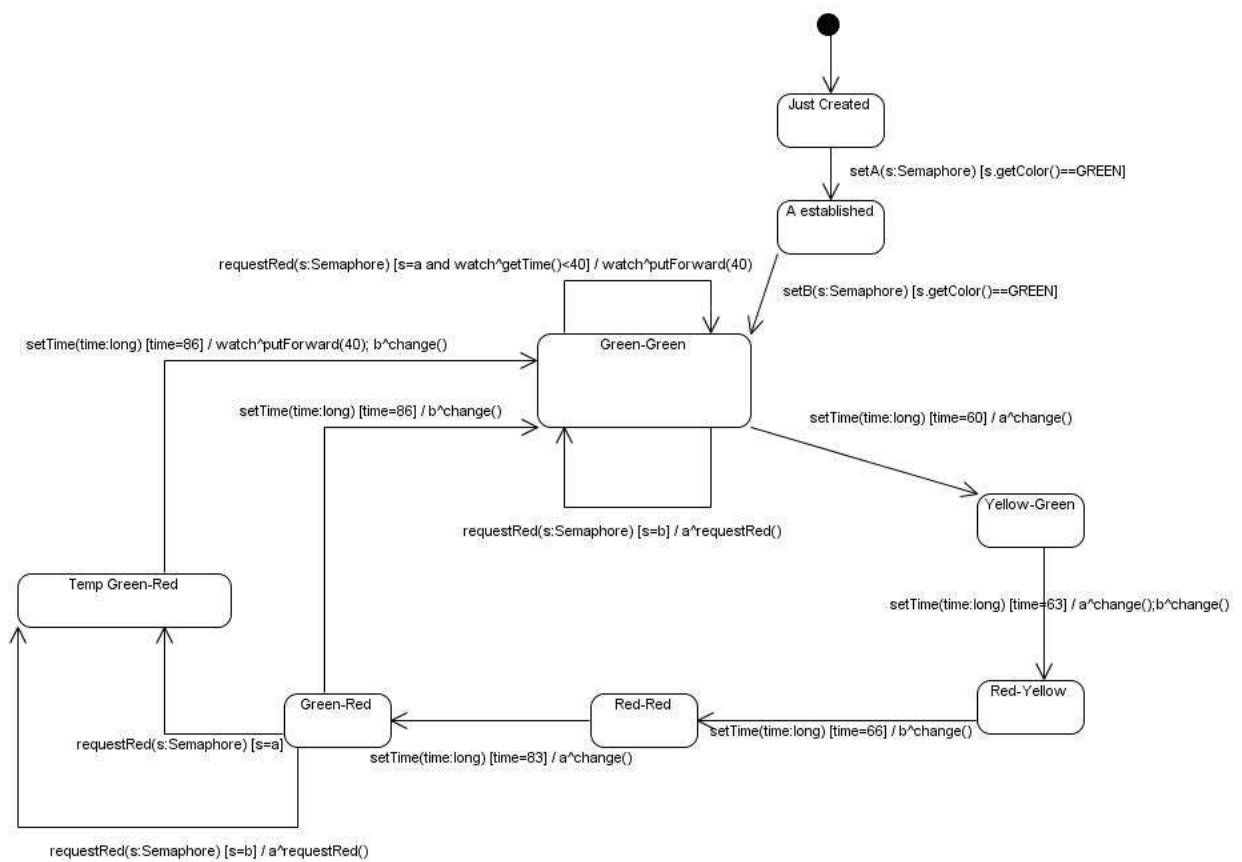 Just Created
setA(s:Semaphore) [s.getColor()==GREEN]
A established
requestRed(s:Semaphore) [s=a and watch^getTime()<40] / watch^putForward(40)
setB(s:Semaphore) [s.getColor()==GREEN]
setTime(time:long) [time=86] / watch^putForward(40); b^change()
Green-Green
setTime(time:long) [time=86] / b^change()
setTime(time:long) [time=60] / a^change()
Yellow-Green
requestRed(s:Semaphore) [s=b] / a^requestRed()
Temp Green-Red
setTime(time:long) [time=63] / a^change();b^change()
Green-Red
Red-Red
Red-Yellow
requestRed(s:Semaphore) [s=a]
setTime(time:long) [time=66] / b^change()
setTime(time:long) [time=83] / a^change()
requestRed(s:Semaphore) [s=b] / a^requestRed()